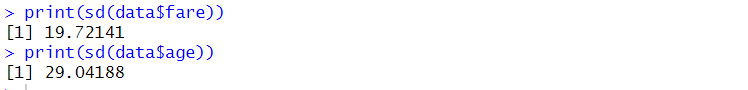 > print(sd(data$fare))
[1] 19.72141
> print(sd(data$age))
[1] 29.04188